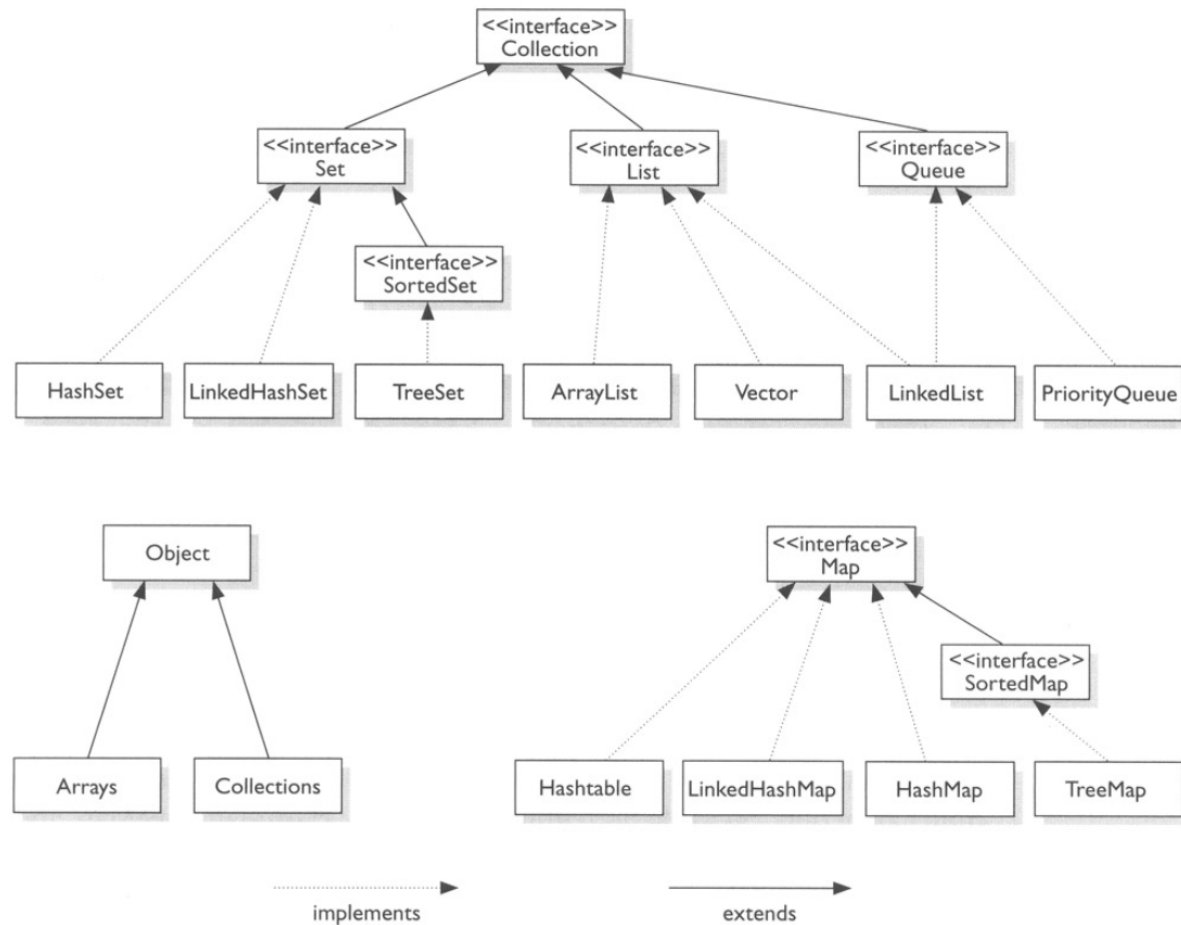 <<interface>>
Collection
<<interface>>
Set
<<interface>>
List
<<interface>>
Queue
<<interface>>
SortedSet
HashSet
LinkedHashSet
TreeSet
ArrayList
Vector
LinkedList
PriorityQueue
Object
<<interface>>
Map
<<interface>>
SortedMap
Arrays
Collections
Hashtable
LinkedHashMap
HashMap
TreeMap
implements
extends